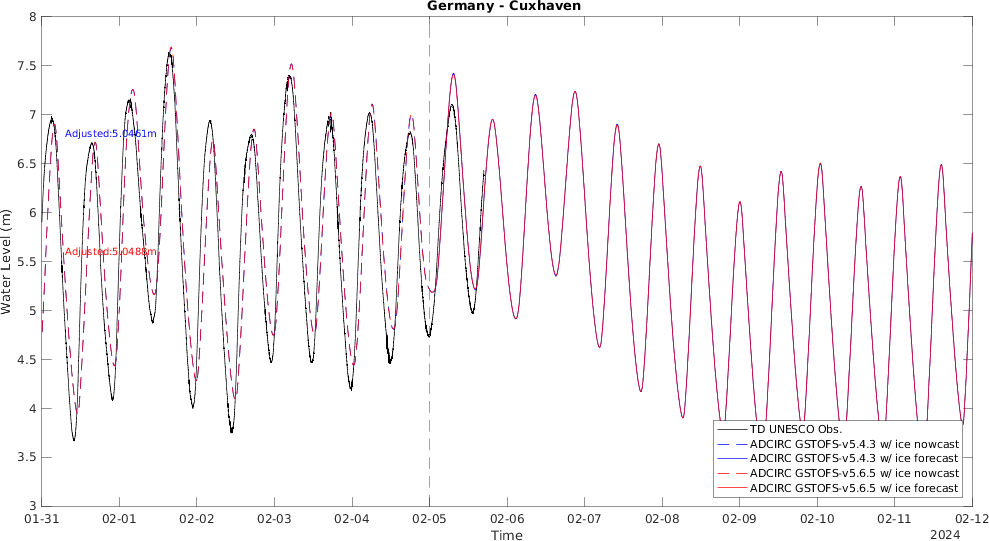 Germany - Cuxhaven
8
7.5
7
6.5
6
5.5
5
4.5
4
3.5
3
Water Level (m)
Adjusted:5.0461m
Adjusted:5.0488m
TD UNESCO Obs.
ADCIRC GSTOFS-v5.4.3 w/ ice nowcast
ADCIRC GSTOFS-v5.4.3 w/ ice forecast
ADCIRC GSTOFS-v5.6.5 w/ ice nowcast
ADCIRC GSTOFS-v5.6.5 w/ ice forecast
01-31 02-01 02-02 02-03 02-04 02-05 02-06 02-07 02-08 02-09 02-10 02-11 02-12
Time
2024